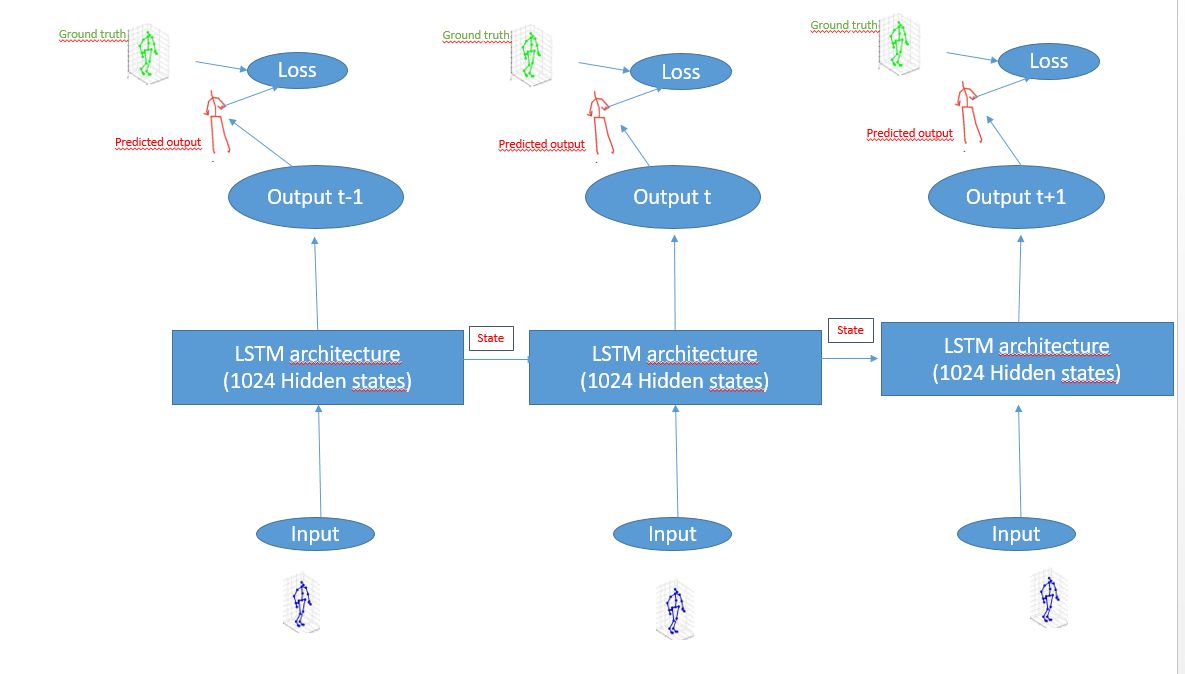 Ground truth
Loss
Predicted output
Output t-1
LSTM architecture
(1024 Hidden states)
Input
State
Ground truth
Loss
Predicted output
Output t
LSTM architecture
(1024 Hidden states)
Input
State
Ground truth
Loss
Predicted output
Output t+1
LSTM architecture
(1024 Hidden states)
Input